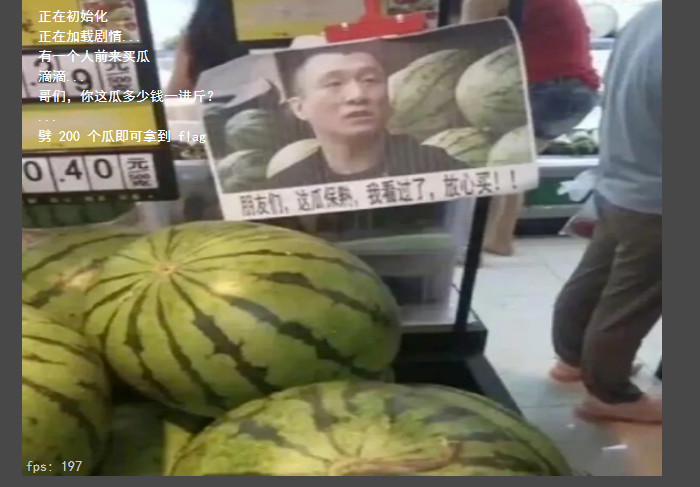 正在初始化
正在加载剧情...
有一个人前来买瓜
滴滴...
哥们，你这瓜多少钱一进斤？
...
劈 200 个瓜即可拿到 flag
9
0.40 元
朋友们，这瓜保熟，我看过了，放心买！！
fps: 197